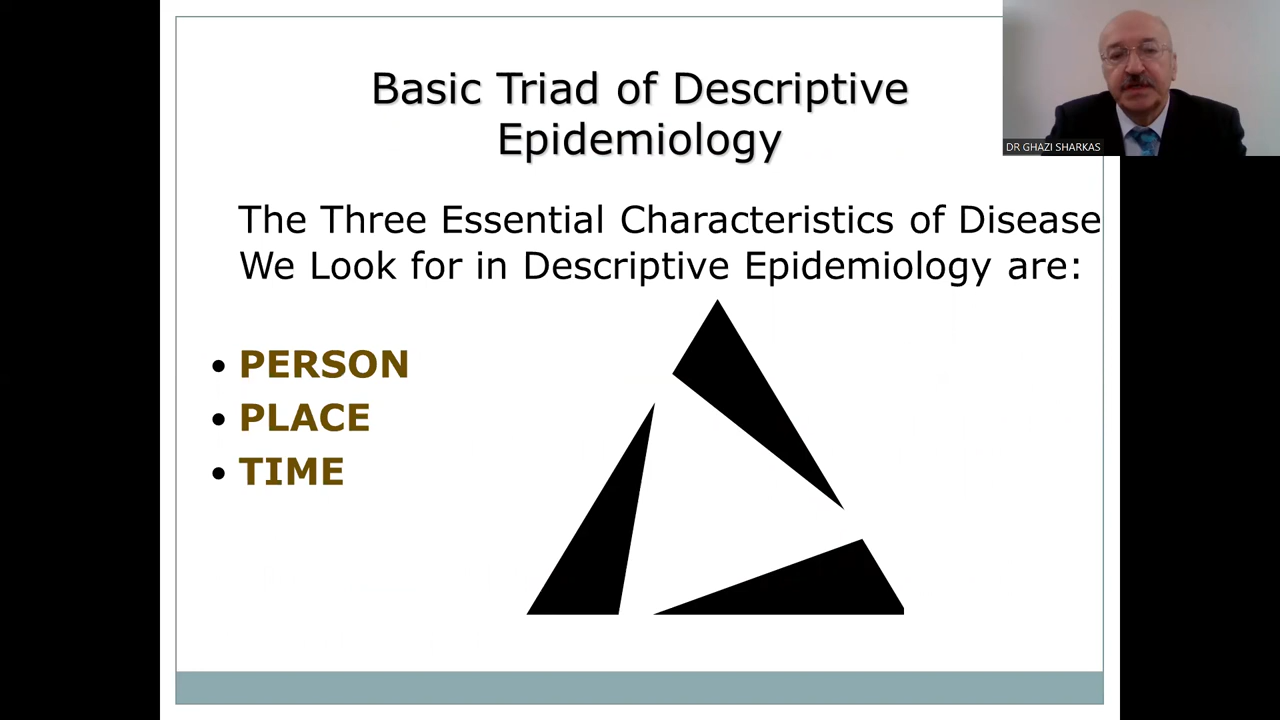 Basic Triad of Descriptive
Epidemiology
DR GHAZI SHARKAS
The Three Essential Characteristics of Disease
We Look for in Descriptive Epidemiology are:
• PERSON
• PLACE
• TIME